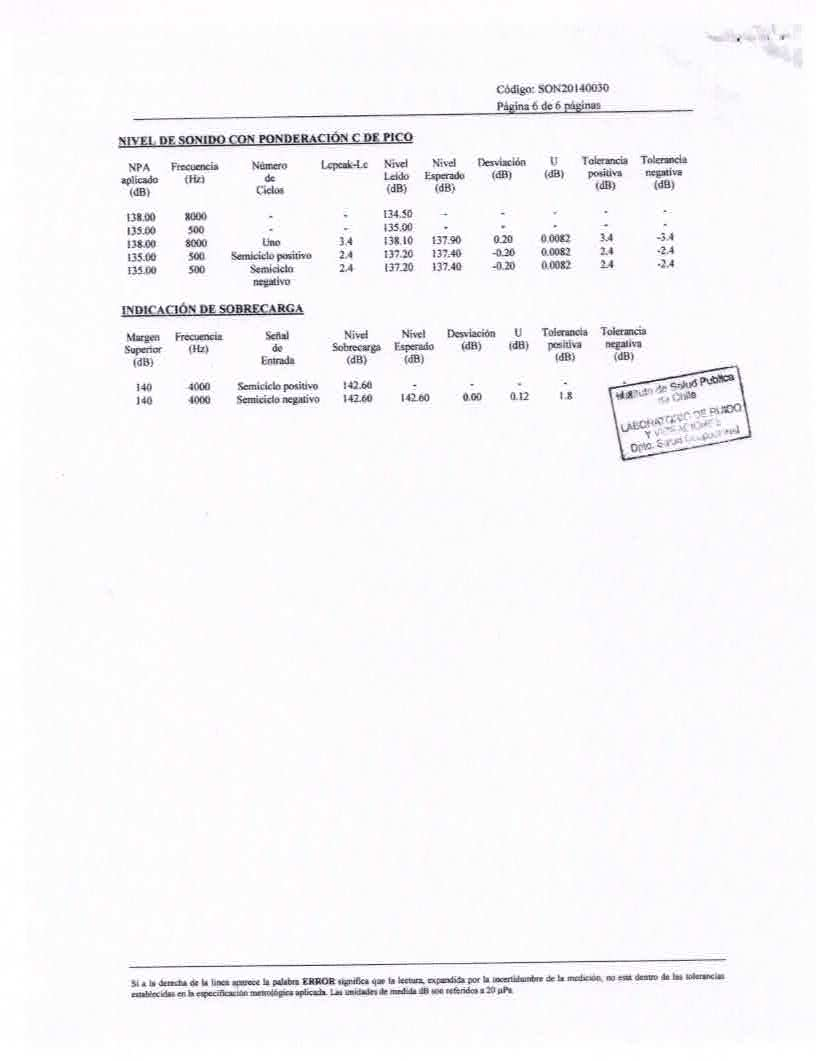 Código: SON20140030
Página 6 de 6 páginas
NIVEL DE SONIDO CON PONDERACIÓN C DE PICO
NPA aplicado (dB) Frecuencia (Hz) Número de Ciclos Lcpeak-Lc Nivel Leído (dB) Nivel Esperado (dB) Desviación (dB) U (dB) Tolerancia positiva (dB) Tolerancia negativa (dB)
138.00 8000 - - 134.50 - - - - -
135.00 500 - - 135.00 - - - - -
138.00 8000 Uno 3.4 138.10 137.90 0.20 0.0082 3.4 -3.4
135.00 500 Semiciclo positivo 2.4 137.20 137.40 -0.20 0.0082 2.4 -2.4
135.00 500 Semiciclo negativo 2.4 137.20 137.40 -0.20 0.0082 2.4 -2.4
INDICACIÓN DE SOBRECARGA
Margen Superior (dB) Frecuencia (Hz) Señal de Entrada Nivel Sobrecarga (dB) Nivel Esperado (dB) Desviación (dB) U (dB) Tolerancia positiva (dB) Tolerancia negativa (dB)
140 4000 Semiciclo positivo 142.60 - - - - -
140 4000 Semiciclo negativo 142.60 142.60 0.00 0.12 1.8
Instituto de Salud Publica
de Chile
LABORATORIO DE RUIDO
Y VIBRACIONES
Dpto. Salud Ocupacional
Si a la derecha de la línea aparece la palabra ERROR significa que la lectura, expandida por la incertidumbre de la medición, no está dentro de las tolerancias
establecidas en la especificación metrológica aplicada. Las unidades de medida dB son referidos a 20 µPa.